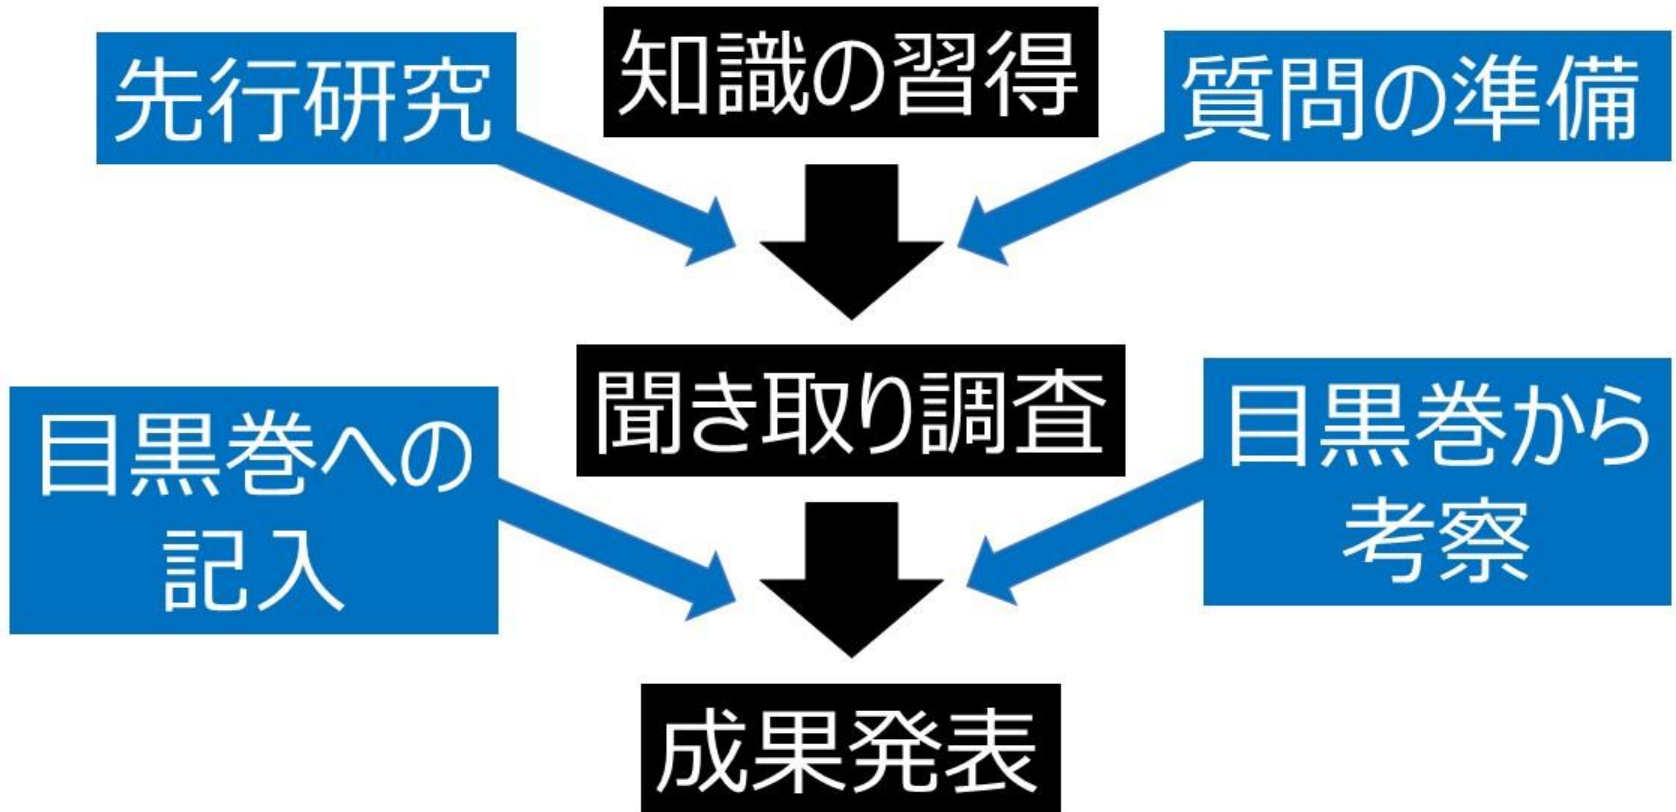 先行研究
知識の習得
質問の準備
聞き取り調査
目黒巻への
記入
目黒巻から
考察
成果発表